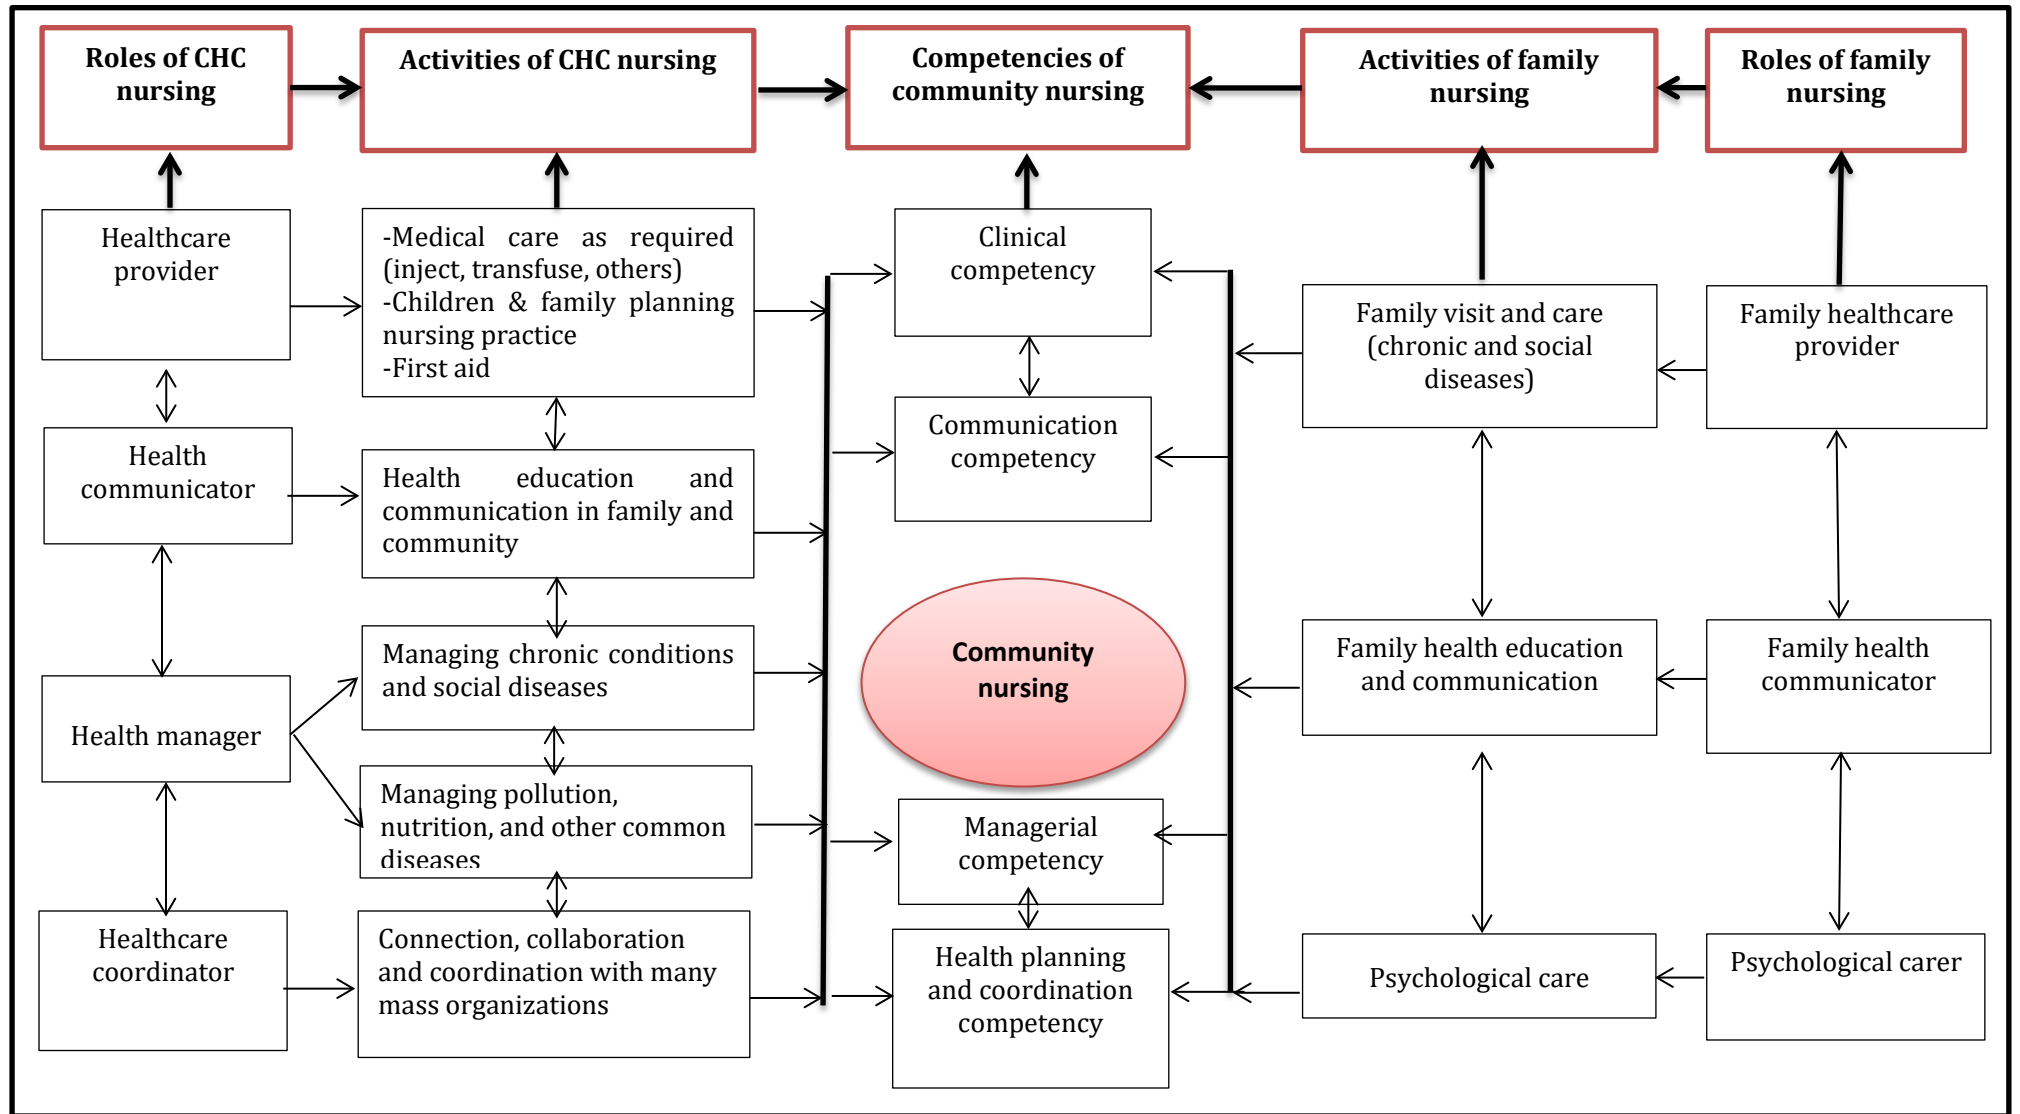 Roles of CHC
nursing
Activities of CHC nursing
Competencies of
community nursing
Activities of family
nursing
Roles of family
nursing
Healthcare
provider
Health
communicator
Health manager
Healthcare
coordinator
-Medical care as required
(inject, transfuse, others)
-Children & family planning
nursing practice
-First aid
Health education and
communication in family and
community
Managing chronic conditions
and social diseases
Managing pollution,
nutrition, and other common
diseases
Connection, collaboration
and coordination with many
mass organizations
Clinical
competency
Communication
competency
Community
nursing
Managerial
competency
Health planning
and coordination
competency
Family visit and care
(chronic and social
diseases)
Family health education
and communication
Psychological care
Family healthcare
provider
Family health
communicator
Psychological carer